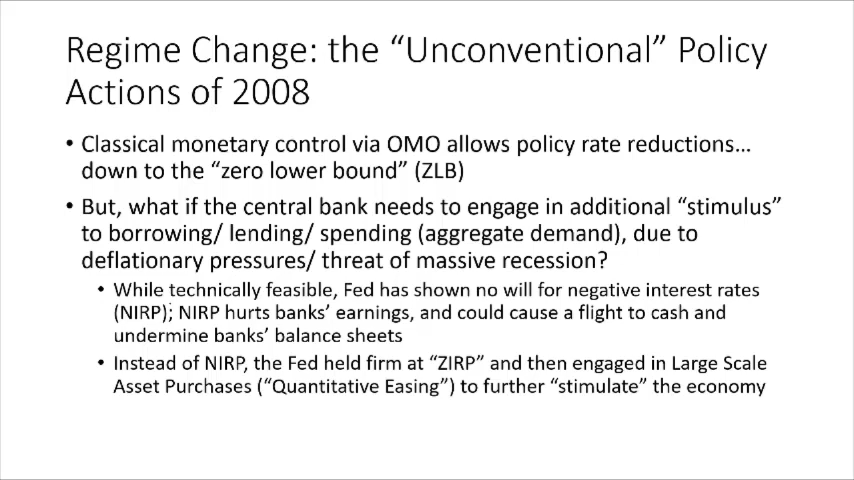 Regime Change: the “Unconventional” Policy
Actions of 2008
• Classical monetary control via OMO allows policy rate reductions…
down to the “zero lower bound” (ZLB)
• But, what if the central bank needs to engage in additional “stimulus”
to borrowing/ lending/ spending (aggregate demand), due to
deflationary pressures/ threat of massive recession?
• While technically feasible, Fed has shown no will for negative interest rates
(NIRP); NIRP hurts banks’ earnings, and could cause a flight to cash and
undermine banks’ balance sheets
• Instead of NIRP, the Fed held firm at “ZIRP” and then engaged in Large Scale
Asset Purchases (“Quantitative Easing”) to further “stimulate” the economy